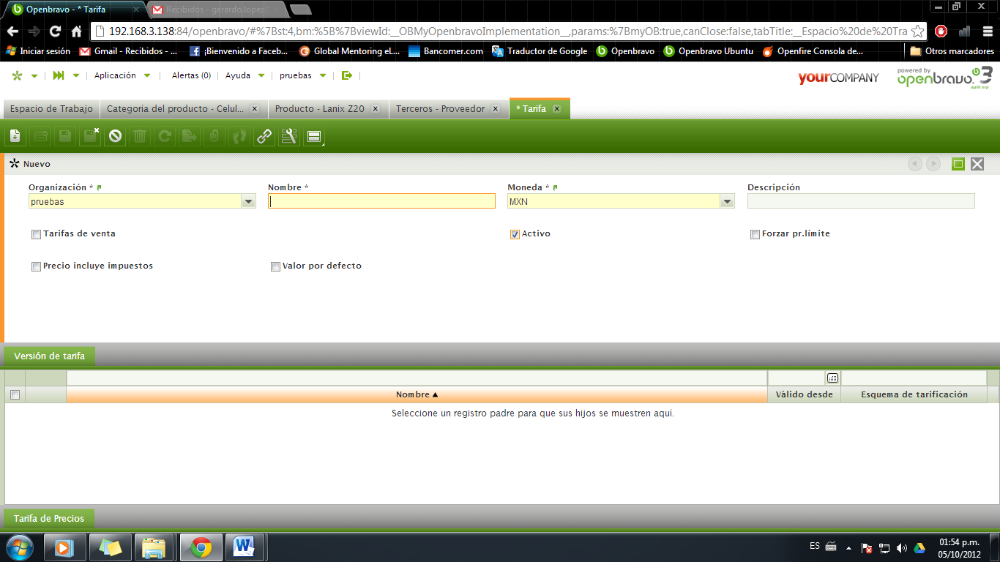 Openbravo - * Tarifa
Recibidos - gerardo.lopez
192.168.3.138:84/openbravo/#%7Bst:4,bm:%5B%7BviewId:__OBMyOpenbravoImplementation__,params:%7BmyOB:true,canClose:false,tabTitle:__Espacio%20de%20Tra
Iniciar sesión
Gmail - Recibidos - ...
¡Bienvenido a Faceb...
Global Mentoring eL...
Bancomer.com
Traductor de Google
Openbravo
Openbravo Ubuntu
Openfire Consola de...
Otros marcadores
Aplicación
Alertas (0)
Ayuda
pruebas
yourCOMPANY
powered by
openbravo 3
agile erp
Espacio de Trabajo
Categoria del producto - Celul...
Producto - Lanix Z20
Terceros - Proveedor
* Tarifa
Nuevo
Organización *
Nombre *
Moneda *
Descripción
pruebas
MXN
Tarifas de venta
Activo
Forzar pr.límite
Precio incluye impuestos
Valor por defecto
Versión de tarifa
Nombre
Válido desde
Esquema de tarificación
Seleccione un registro padre para que sus hijos se muestren aquí.
Tarifa de Precios
ES
01:54 p.m.
05/10/2012